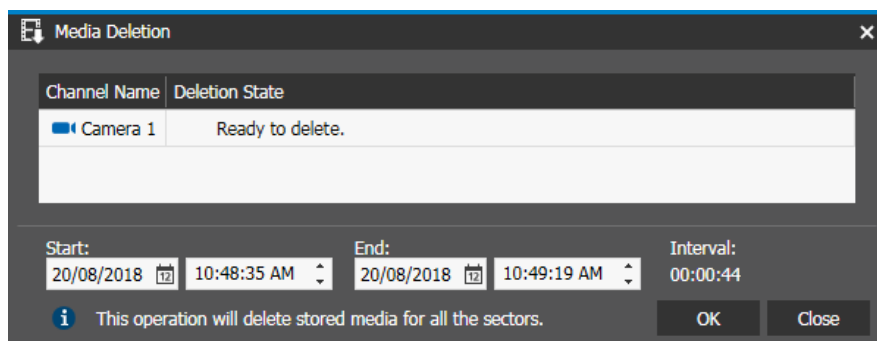 Media Deletion
Channel Name Deletion State
Camera 1 Ready to delete.
Start: End: Interval:
20/08/2018 12 10:48:35 AM 20/08/2018 12 10:49:19 AM 00:00:44
This operation will delete stored media for all the sectors. OK Close